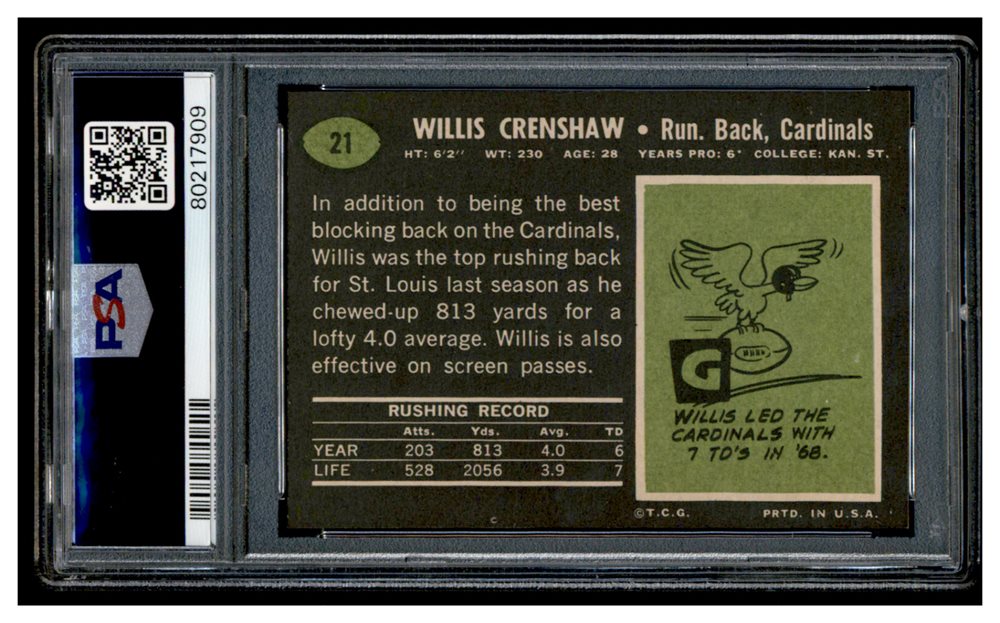 80217909
PSA
21
WILLIS CRENSHAW • Run. Back, Cardinals
HT: 6'2" WT: 230 AGE: 28 YEARS PRO: 6* COLLEGE: KAN. ST.
In addition to being the best
blocking back on the Cardinals,
Willis was the top rushing back
for St. Louis last season as he
chewed-up 813 yards for a
lofty 4.0 average. Willis is also
effective on screen passes.
RUSHING RECORD
Atts. Yds. Avg. TD
YEAR 203 813 4.0 6
LIFE 528 2056 3.9 7
G
WILLIS LED THE
CARDINALS WITH
7 TD'S IN '68.
C
©T.C.G. PRTD. IN U.S.A.